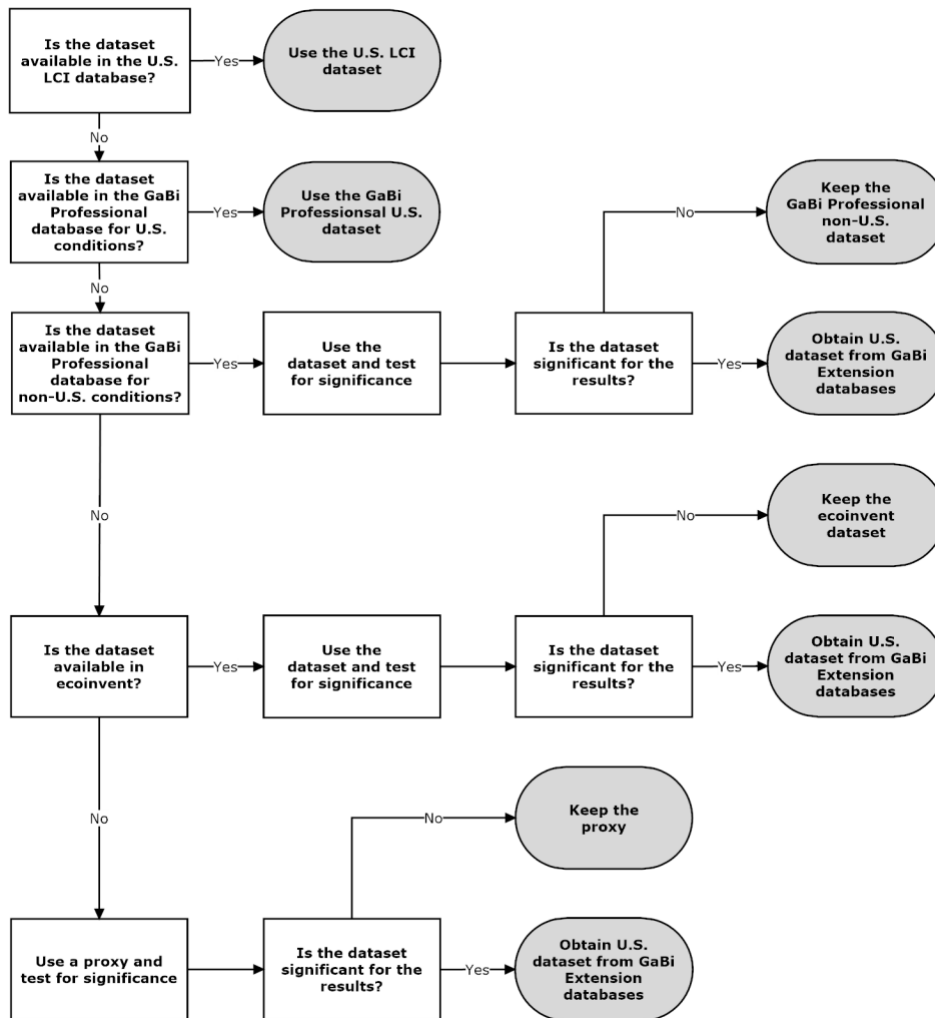 Is the dataset
available in the U.S.
LCI database?
Yes
Use the U.S. LCI
dataset
No
Is the dataset
available in the GaBi
Professional
database for U.S.
conditions?
Yes
Use the GaBi
Professionsal U.S.
dataset
No
Keep the
GaBi Professional
non-U.S.
dataset
No
Is the dataset
available in the GaBi
Professional
database for
non-U.S. conditions?
Yes
Use the
dataset and test
for significance
Is the dataset
significant for the
results?
Yes
Obtain U.S.
dataset from GaBi
Extension
databases
No
No
Keep the
ecoinvent
dataset
Is the dataset
available in
ecoinvent?
Yes
Use the
dataset and test
for significance
Is the dataset
significant for the
results?
Yes
Obtain U.S.
dataset from GaBi
Extension
databases
No
No
Keep the
proxy
Use a proxy and
test for significance
Is the dataset
significant for the
results?
Yes
Obtain U.S.
dataset from GaBi
Extension
databases